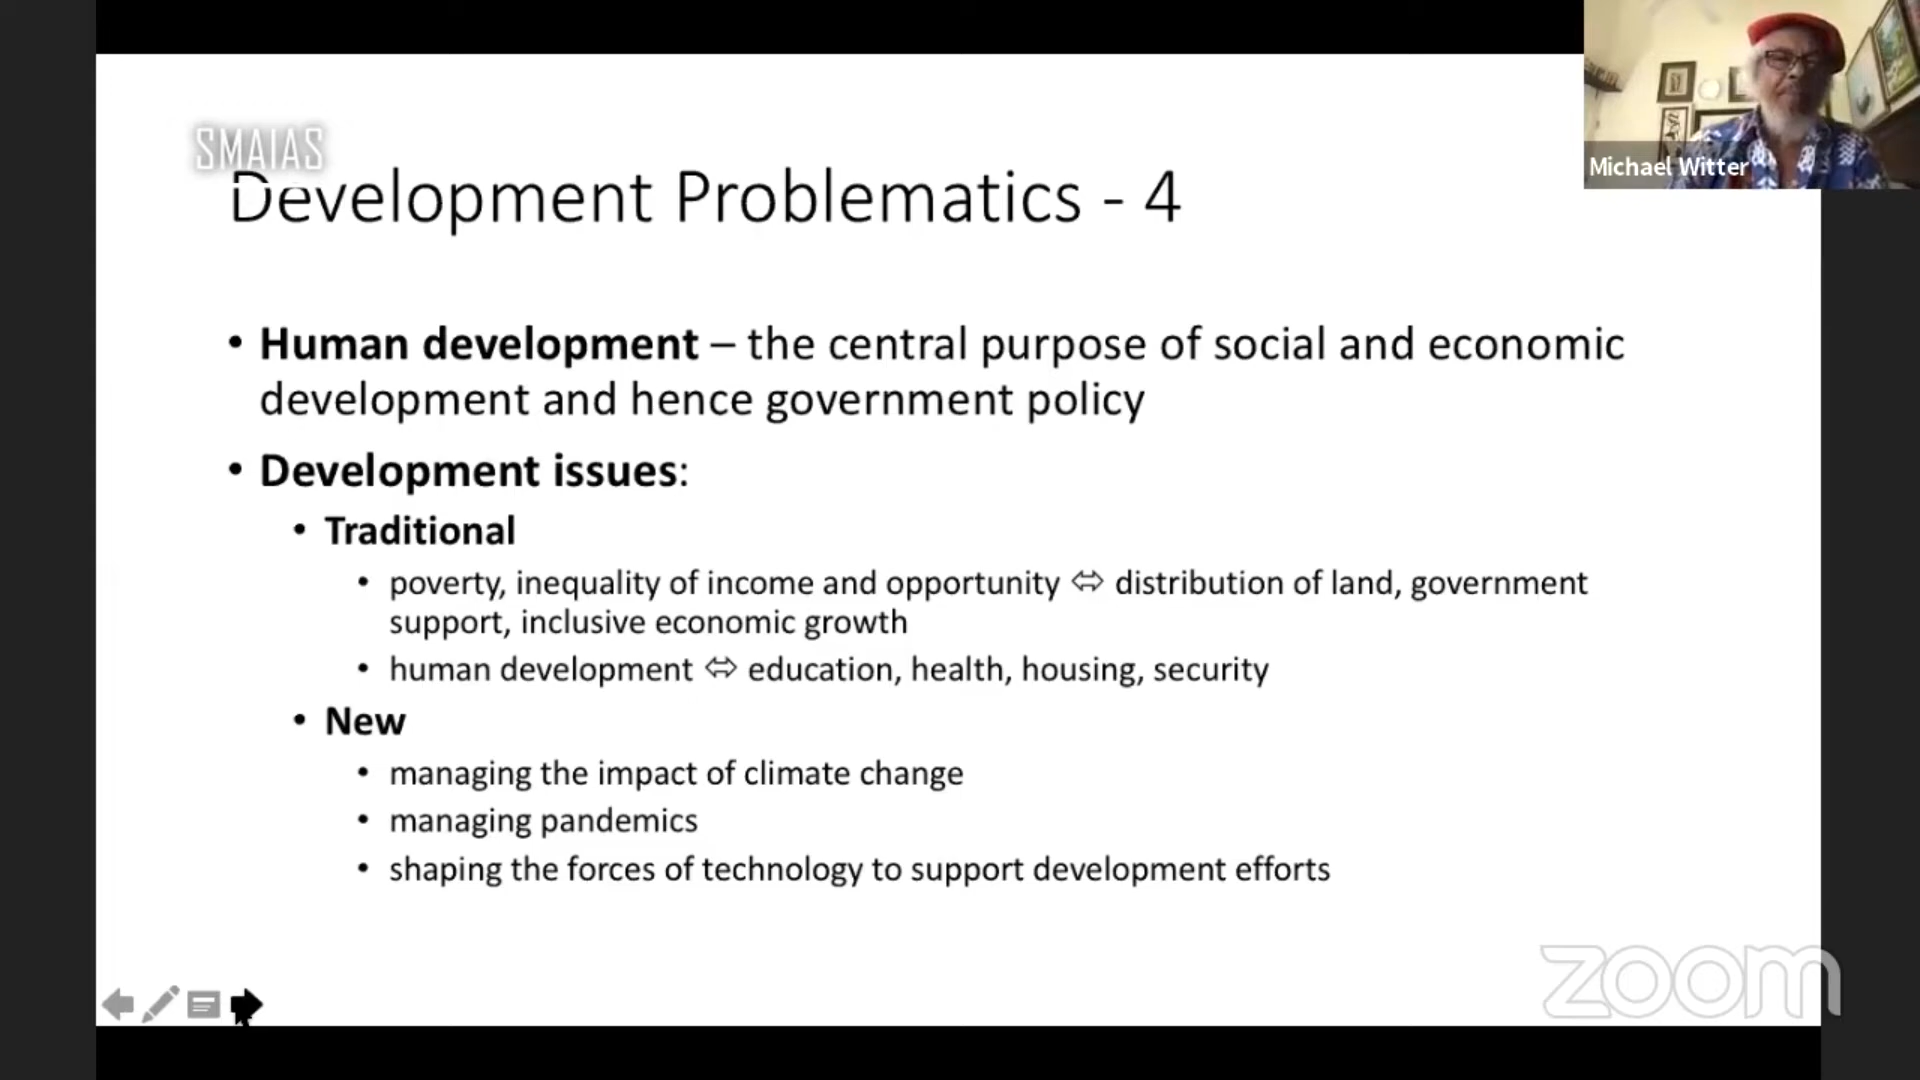 SMAIAS
Development Problematics - 4
Michael Witter
• Human development – the central purpose of social and economic
development and hence government policy
• Development issues:
• Traditional
• poverty, inequality of income and opportunity ⇔ distribution of land, government
support, inclusive economic growth
• human development ⇔ education, health, housing, security
• New
• managing the impact of climate change
• managing pandemics
• shaping the forces of technology to support development efforts
zoom